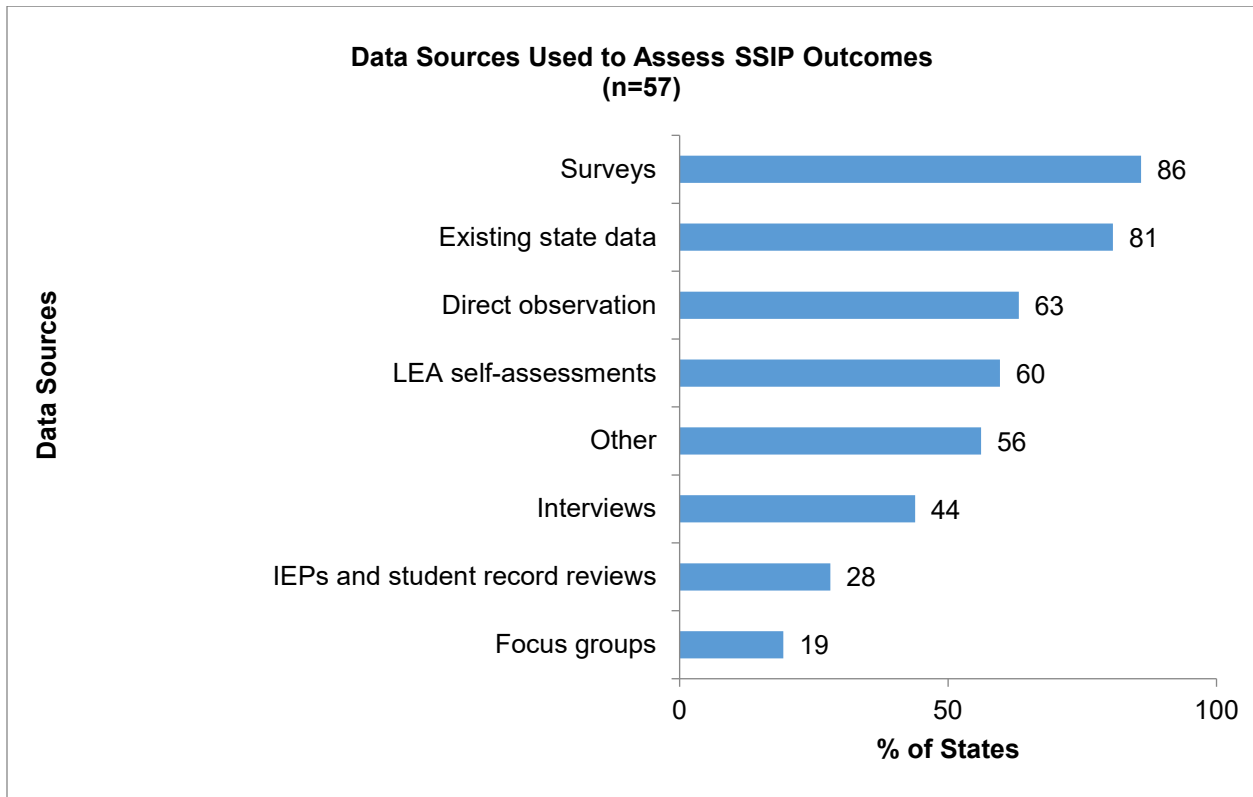 Data Sources Used to Assess SSIP Outcomes
(n=57)
Data Sources
Surveys 86
Existing state data 81
Direct observation 63
LEA self-assessments 60
Other 56
Interviews 44
IEPs and student record reviews 28
Focus groups 19
0 50 100
% of States